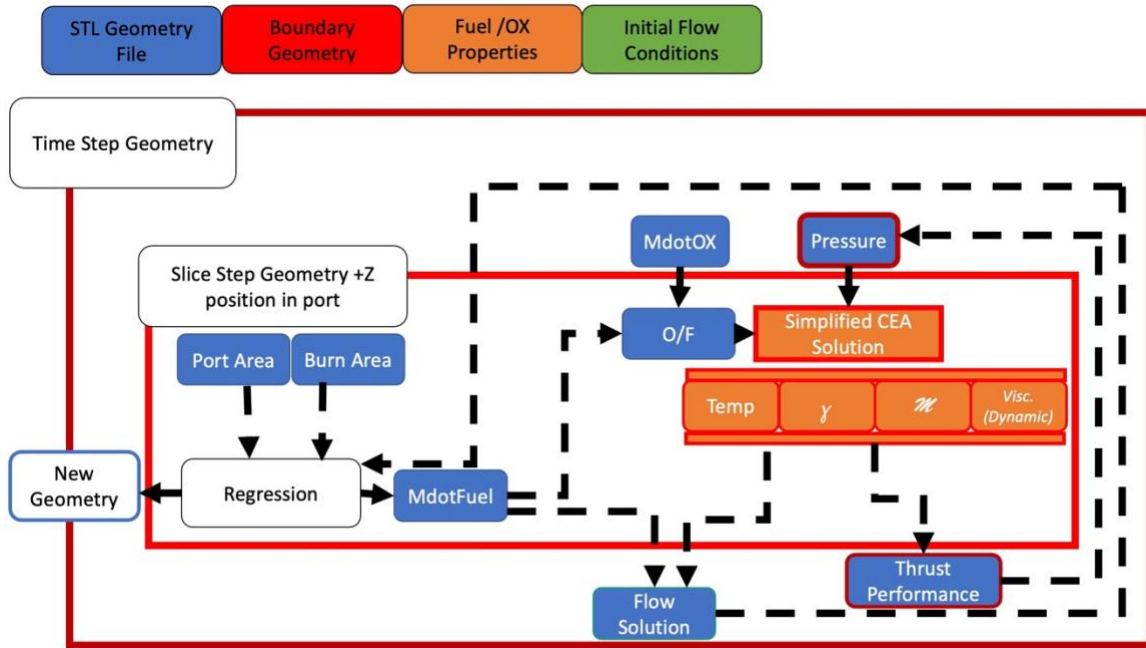 STL Geometry
File
Boundary
Geometry
Fuel /OX
Properties
Initial Flow
Conditions
Time Step Geometry
MdotOX
Pressure
Slice Step Geometry +Z
position in port
Port Area
Burn Area
O/F
Simplified CEA
Solution
Temp
γ
ℳ
Visc.
(Dynamic)
New
Geometry
Regression
MdotFuel
Thrust
Performance
Flow
Solution